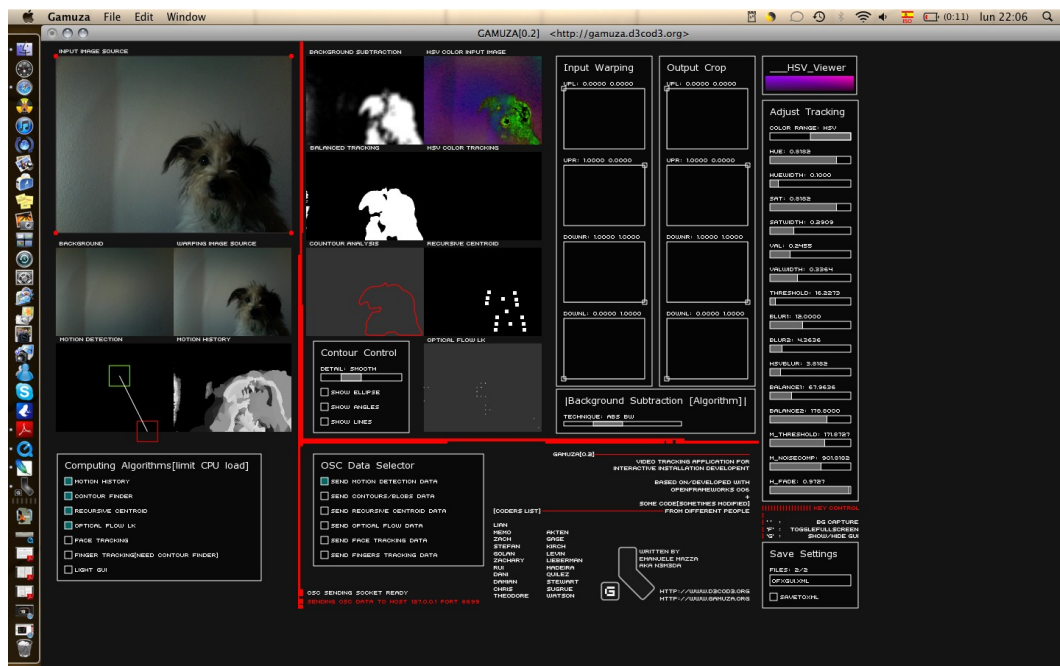 Gamuza File Edit Window
ISO (0:11) lun 22:06
GAMUZA[0.2] <http://gamuza.d3cod3.org>
INPUT IMAGE SOURCE
BACKGROUND
WARPING IMAGE SOURCE
MOTION DETECTION
MOTION HISTORY
Computing Algorithms[limit CPU load]
MOTION HISTORY
CONTOUR FINDER
RECURSIVE CENTROID
OPTICAL FLOW LK
FACE TRACKING
FINGER TRACKING[NEED CONTOUR FINDER]
LIGHT GUI
BACKGROUND SUBTRACTION
HSV COLOR INPUT IMAGE
BALANCED TRACKING
HSV COLOR TRACKING
COUNTOUR ANALYSIS
RECURSIVE CENTROID
OPTICAL FLOW LK
Contour Control
DETAIL: SMOOTH
SHOW ELLIPSE
SHOW ANGLES
SHOW LINES
OSC Data Selector
SEND MOTION DETECTION DATA
SEND CONTOURS/BLOBS DATA
SEND RECURSIVE CENTROID DATA
SEND OPTICAL FLOW DATA
SEND FACE TRACKING DATA
SEND FINGERS TRACKING DATA
OSC SENDING SOCKET READY
SENDING OSC DATA TO HOST 127.0.0.1 PORT
Input Warping
UPL: 0.0000 0.0000
UPR: 1.0000 0.0000
DOWNR: 1.0000 1.0000
DOWNL: 0.0000 1.0000
Output Crop
UPL: 0.0000 0.0000
UPR: 1.0000 0.0000
DOWNR: 1.0000 1.0000
DOWNL: 0.0000 1.0000
|Background Subtraction [Algorithm]|
TECHNIQUE: ABS BW
GAMUZA[0.2]
VIDEO TRACKING APPLICATION FOR
INTERACTIVE INSTALLATION DEVELOPENT
BASED ON/DEVELOPED WITH
OPENFRAMEWORKS 006
+
SOME CODE[SOMETIMES MODIFIED]
FROM DIFFERENT PEOPLE
[CODERS LIST]
LIAN
MEMO AKTEN
ZACH GAGE
STEFAN KIRCH
GOLAN LEVIN
ZACHARY LIEBERMAN
RUI MADEIRA
DANI QUILEZ
DAMIAN STEWART
CHRIS SUGRUE
THEODORE WATSON
G
WRITTEN BY
EMANUELE MAZZA
AKA N3M3DA
HTTP://WWW.D3COD3.ORG
HTTP://WWW.GAMUZA.ORG
___HSV_Viewer
Adjust Tracking
COLOR RANGE: HSV
HUE: 0.8182
HUEWIDTH: 0.1000
SAT: 0.8182
SATWIDTH: 0.3909
VAL: 0.2455
VALWIDTH: 0.3364
THRESHOLD: 16.2273
BLUR1: 12.0000
BLUR2: 4.3636
HSVBLUR: 3.8182
BALANCE1: 67.9636
BALANCE2: 178.8000
M_THRESHOLD: 171.8727
M_NOISECOMP: 901.8182
M_FADE: 0.9727
KEY CONTROL
' ' : BG CAPTURE
'F' : TOGGLEFULLSCREEN
'G' : SHOW/HIDE GUI
Save Settings
FILES: 2/2
OFXGUI.XML
SAVETOXML